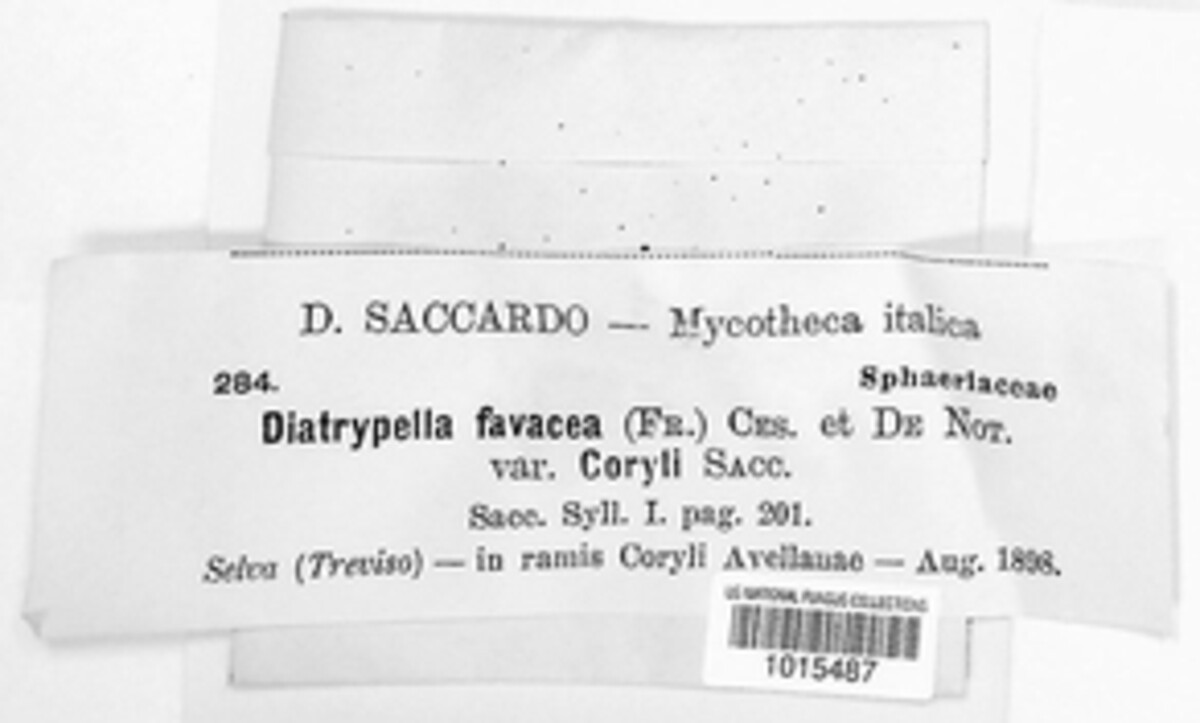 D. SACCARDO — Mycotheca italica
284. Sphaeriaceae
Diatrypella favacea (FR.) CES. et DE NOT.
var. Coryli SACC.
Sacc. Syll. I. pag. 201.
Selva (Treviso) — in ramis Coryli Avellanae — Aug. 1898.
US NATIONAL FUNGUS COLLECTIONS
1015487